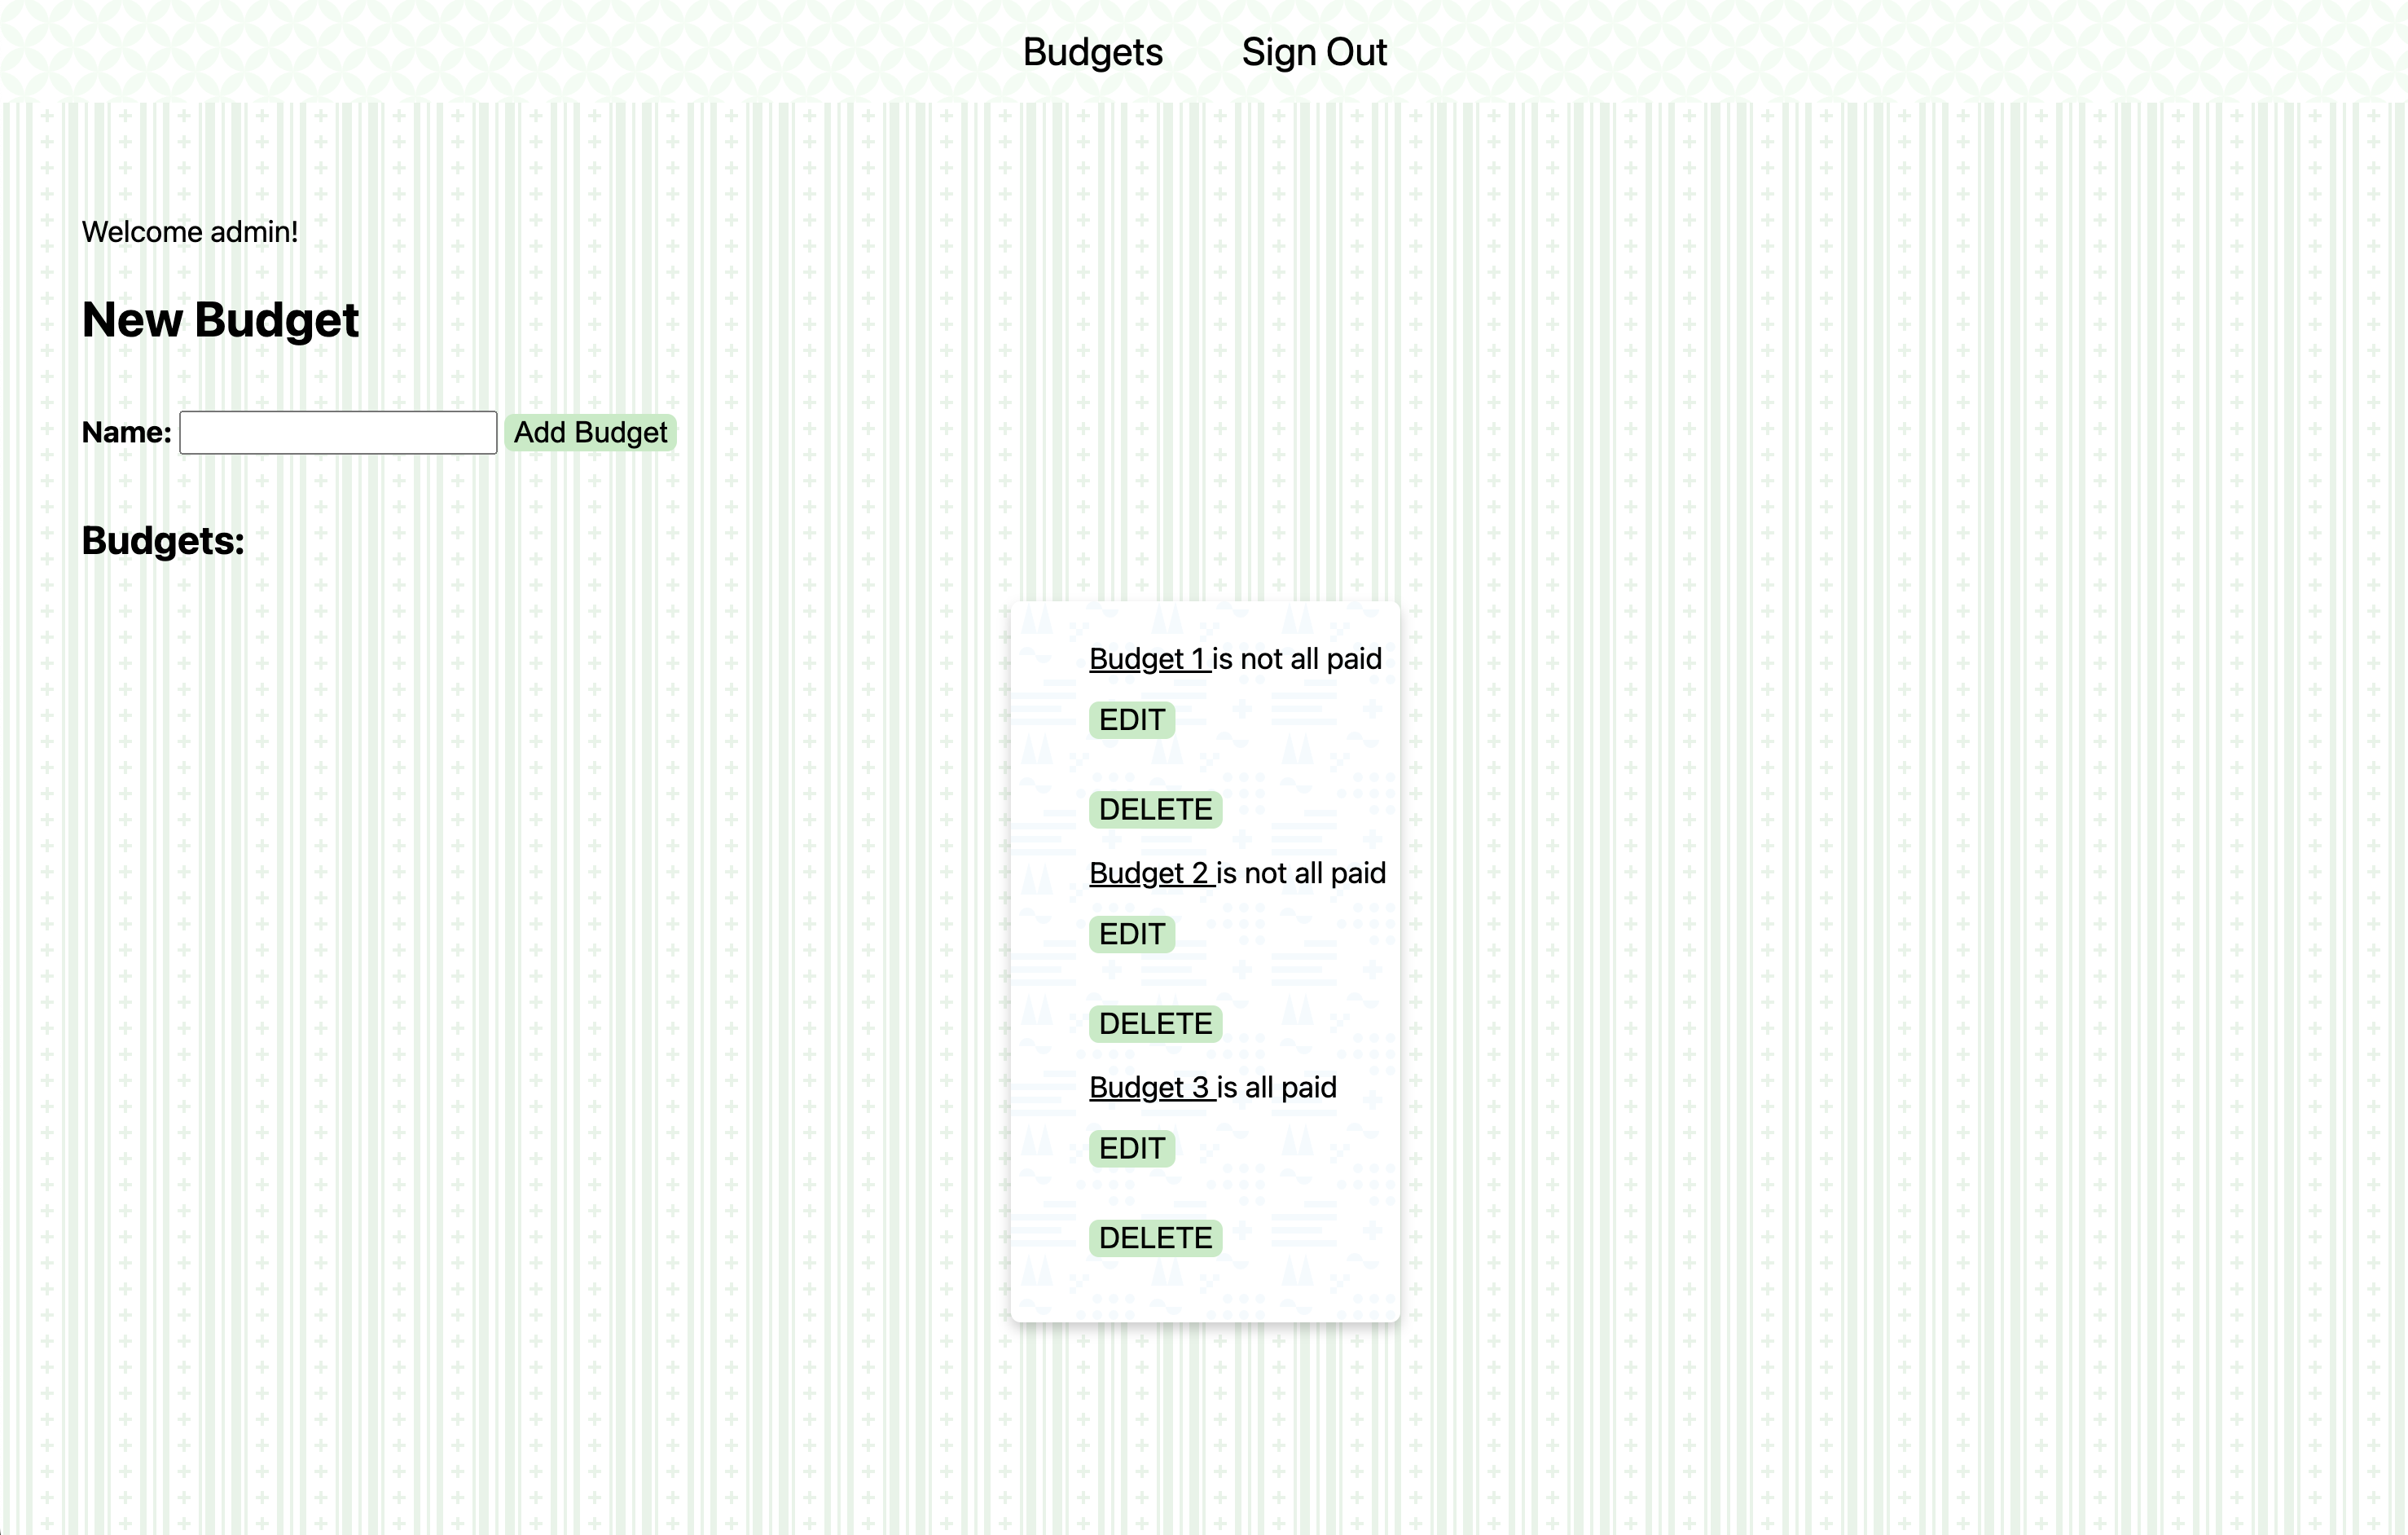 Budgets Sign Out
Welcome admin!
New Budget
Name: Add Budget
Budgets:
Budget 1 is not all paid
EDIT
DELETE
Budget 2 is not all paid
EDIT
DELETE
Budget 3 is all paid
EDIT
DELETE